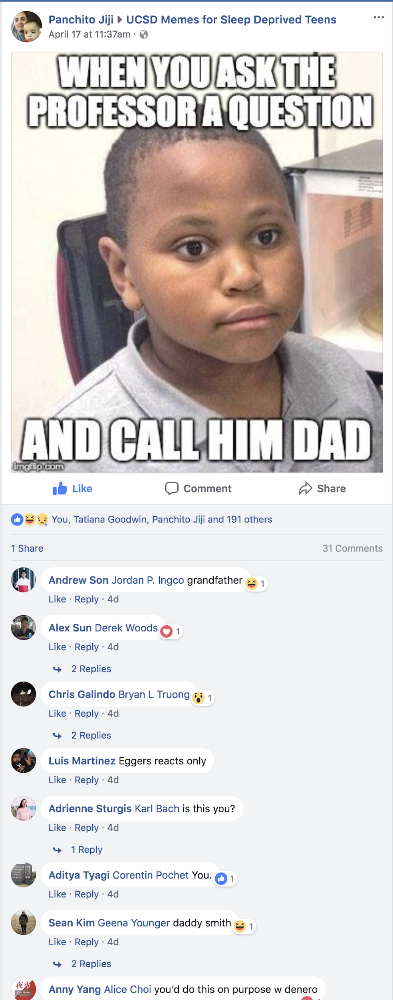 Panchito Jiji ▸ UCSD Memes for Sleep Deprived Teens
April 17 at 11:37am ·
WHEN YOU ASK THE
PROFESSOR A QUESTION
AND CALL HIM DAD
imgflip.com
Like Comment Share
You, Tatiana Goodwin, Panchito Jiji and 191 others
1 Share 31 Comments
Andrew Son Jordan P. Ingco grandfather 1
Like · Reply · 4d
Alex Sun Derek Woods 1
Like · Reply · 4d
2 Replies
Chris Galindo Bryan L Truong 1
Like · Reply · 4d
2 Replies
Luis Martinez Eggers reacts only
Like · Reply · 4d
Adrienne Sturgis Karl Bach is this you?
Like · Reply · 4d
1 Reply
Aditya Tyagi Corentin Pochet You. 1
Like · Reply · 4d
Sean Kim Geena Younger daddy smith 1
Like · Reply · 4d
2 Replies
夜市
Night Market
Anny Yang Alice Choi you'd do this on purpose w denero